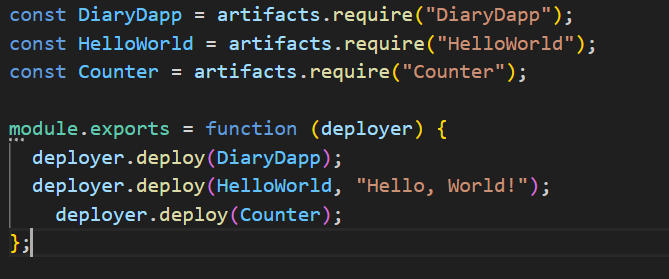 const DiaryDapp = artifacts.require("DiaryDapp");
const HelloWorld = artifacts.require("HelloWorld");
const Counter = artifacts.require("Counter");

module.exports = function (deployer) {
  deployer.deploy(DiaryDapp);
  deployer.deploy(HelloWorld, "Hello, World!");
    deployer.deploy(Counter);
};